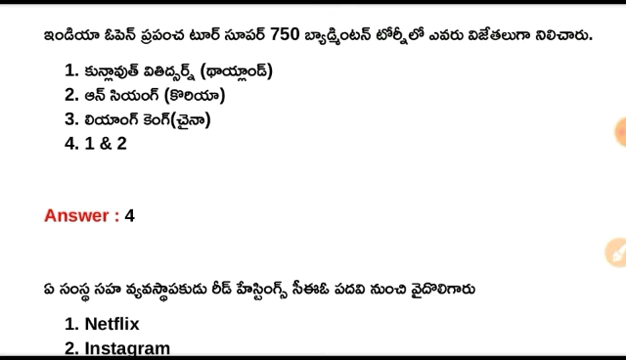 ఇండియా ఓపెన్ ప్రపంచ టూర్ సూపర్ 750 బ్యాడ్మింటన్ టోర్నీలో ఎవరు విజేతలుగా నిలిచారు.
1. కున్లావుత్ వితిద్సర్న్ (థాయ్లాండ్)
2. ఆన్ సియంగ్ (కొరియా)
3. లియాంగ్ కెంగ్(చైనా)
4. 1 & 2
Answer : 4
ఏ సంస్థ సహ వ్యవస్థాపకుడు రీడ్ హేస్టింగ్స్ సీఈఓ పదవి నుంచి వైదొలిగారు
1. Netflix
2. Instagram